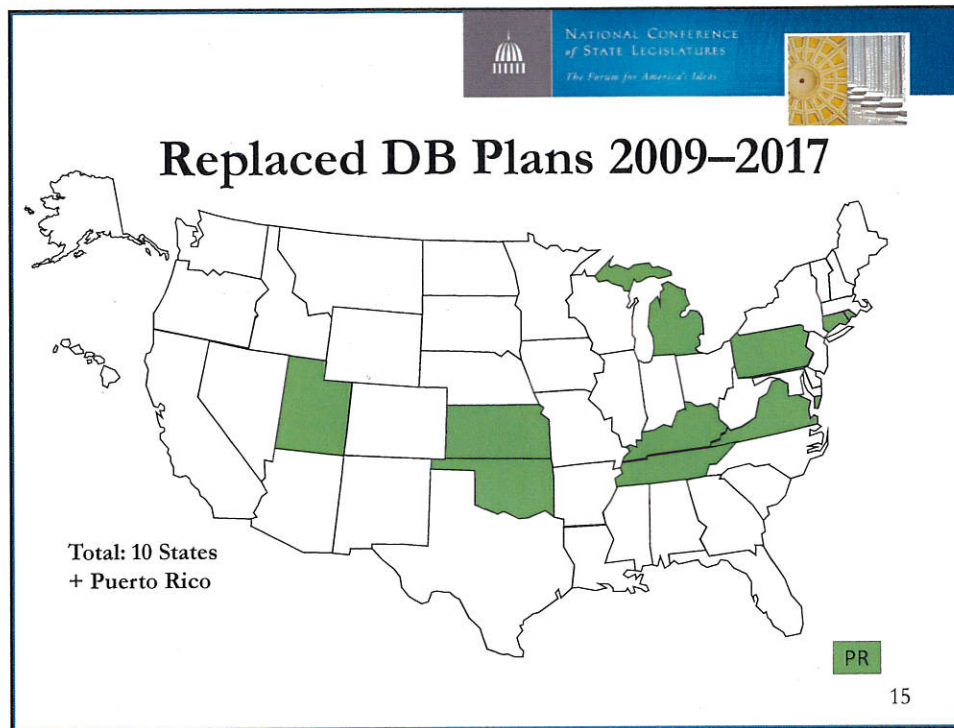 NATIONAL CONFERENCE
of STATE LEGISLATURES
The Forum for America's Ideas
Replaced DB Plans 2009–2017
Total: 10 States
+ Puerto Rico
PR
15